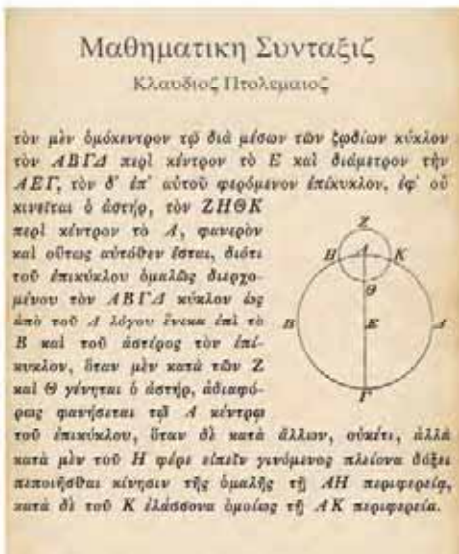 Μαθηματικη Συνταξιζ
Κλαυδιοζ Πτολεμαιοζ
τὸν μὲν ὁμόκεντρον τῷ διὰ μέσων τῶν ζῳδίων κύκλον
τὸν ΑΒΓΔ περὶ κέντρον τὸ Ε καὶ διάμετρον τὴν
ΑΕΓ, τὸν δ' ἐπ' αὐτοῦ φερόμενον ἐπίκυκλον, ἐφ' οὗ
κινεῖται ὁ ἀστήρ, τὸν ΖΗΘΚ
περὶ κέντρον τὸ Α, φανερὸν
καὶ οὕτως αὐτόθεν ἔσται, διότι
τοῦ ἐπικύκλου ὁμαλῶς διερχο-
μένου τὸν ΑΒΓΔ κύκλον ὡς
ἀπὸ τοῦ Α λόγου ἕνεκα ἐπὶ τὸ
Β καὶ τοῦ ἀστέρος τὸν ἐπί-
κυκλον, ὅταν μὲν κατὰ τῶν Ζ
καὶ Θ γένηται ὁ ἀστήρ, ἀδιαφό-
ρως φανήσεται τῷ Α κέντρῳ
τοῦ ἐπικύκλου, ὅταν δὲ κατὰ ἄλλων, οὐκέτι, ἀλλὰ
κατὰ μὲν τοῦ Η φέρε εἰπεῖν γινόμενος πλείονα δόξει
πεποιῆσθαι κίνησιν τῆς ὁμαλῆς τῇ ΑΗ περιφερείᾳ,
κατὰ δὲ τοῦ Κ ἐλάσσονα ὁμοίως τῇ ΑΚ περιφερείᾳ.
Ζ
Η Α Κ
Θ
Β Ε Δ
Γ